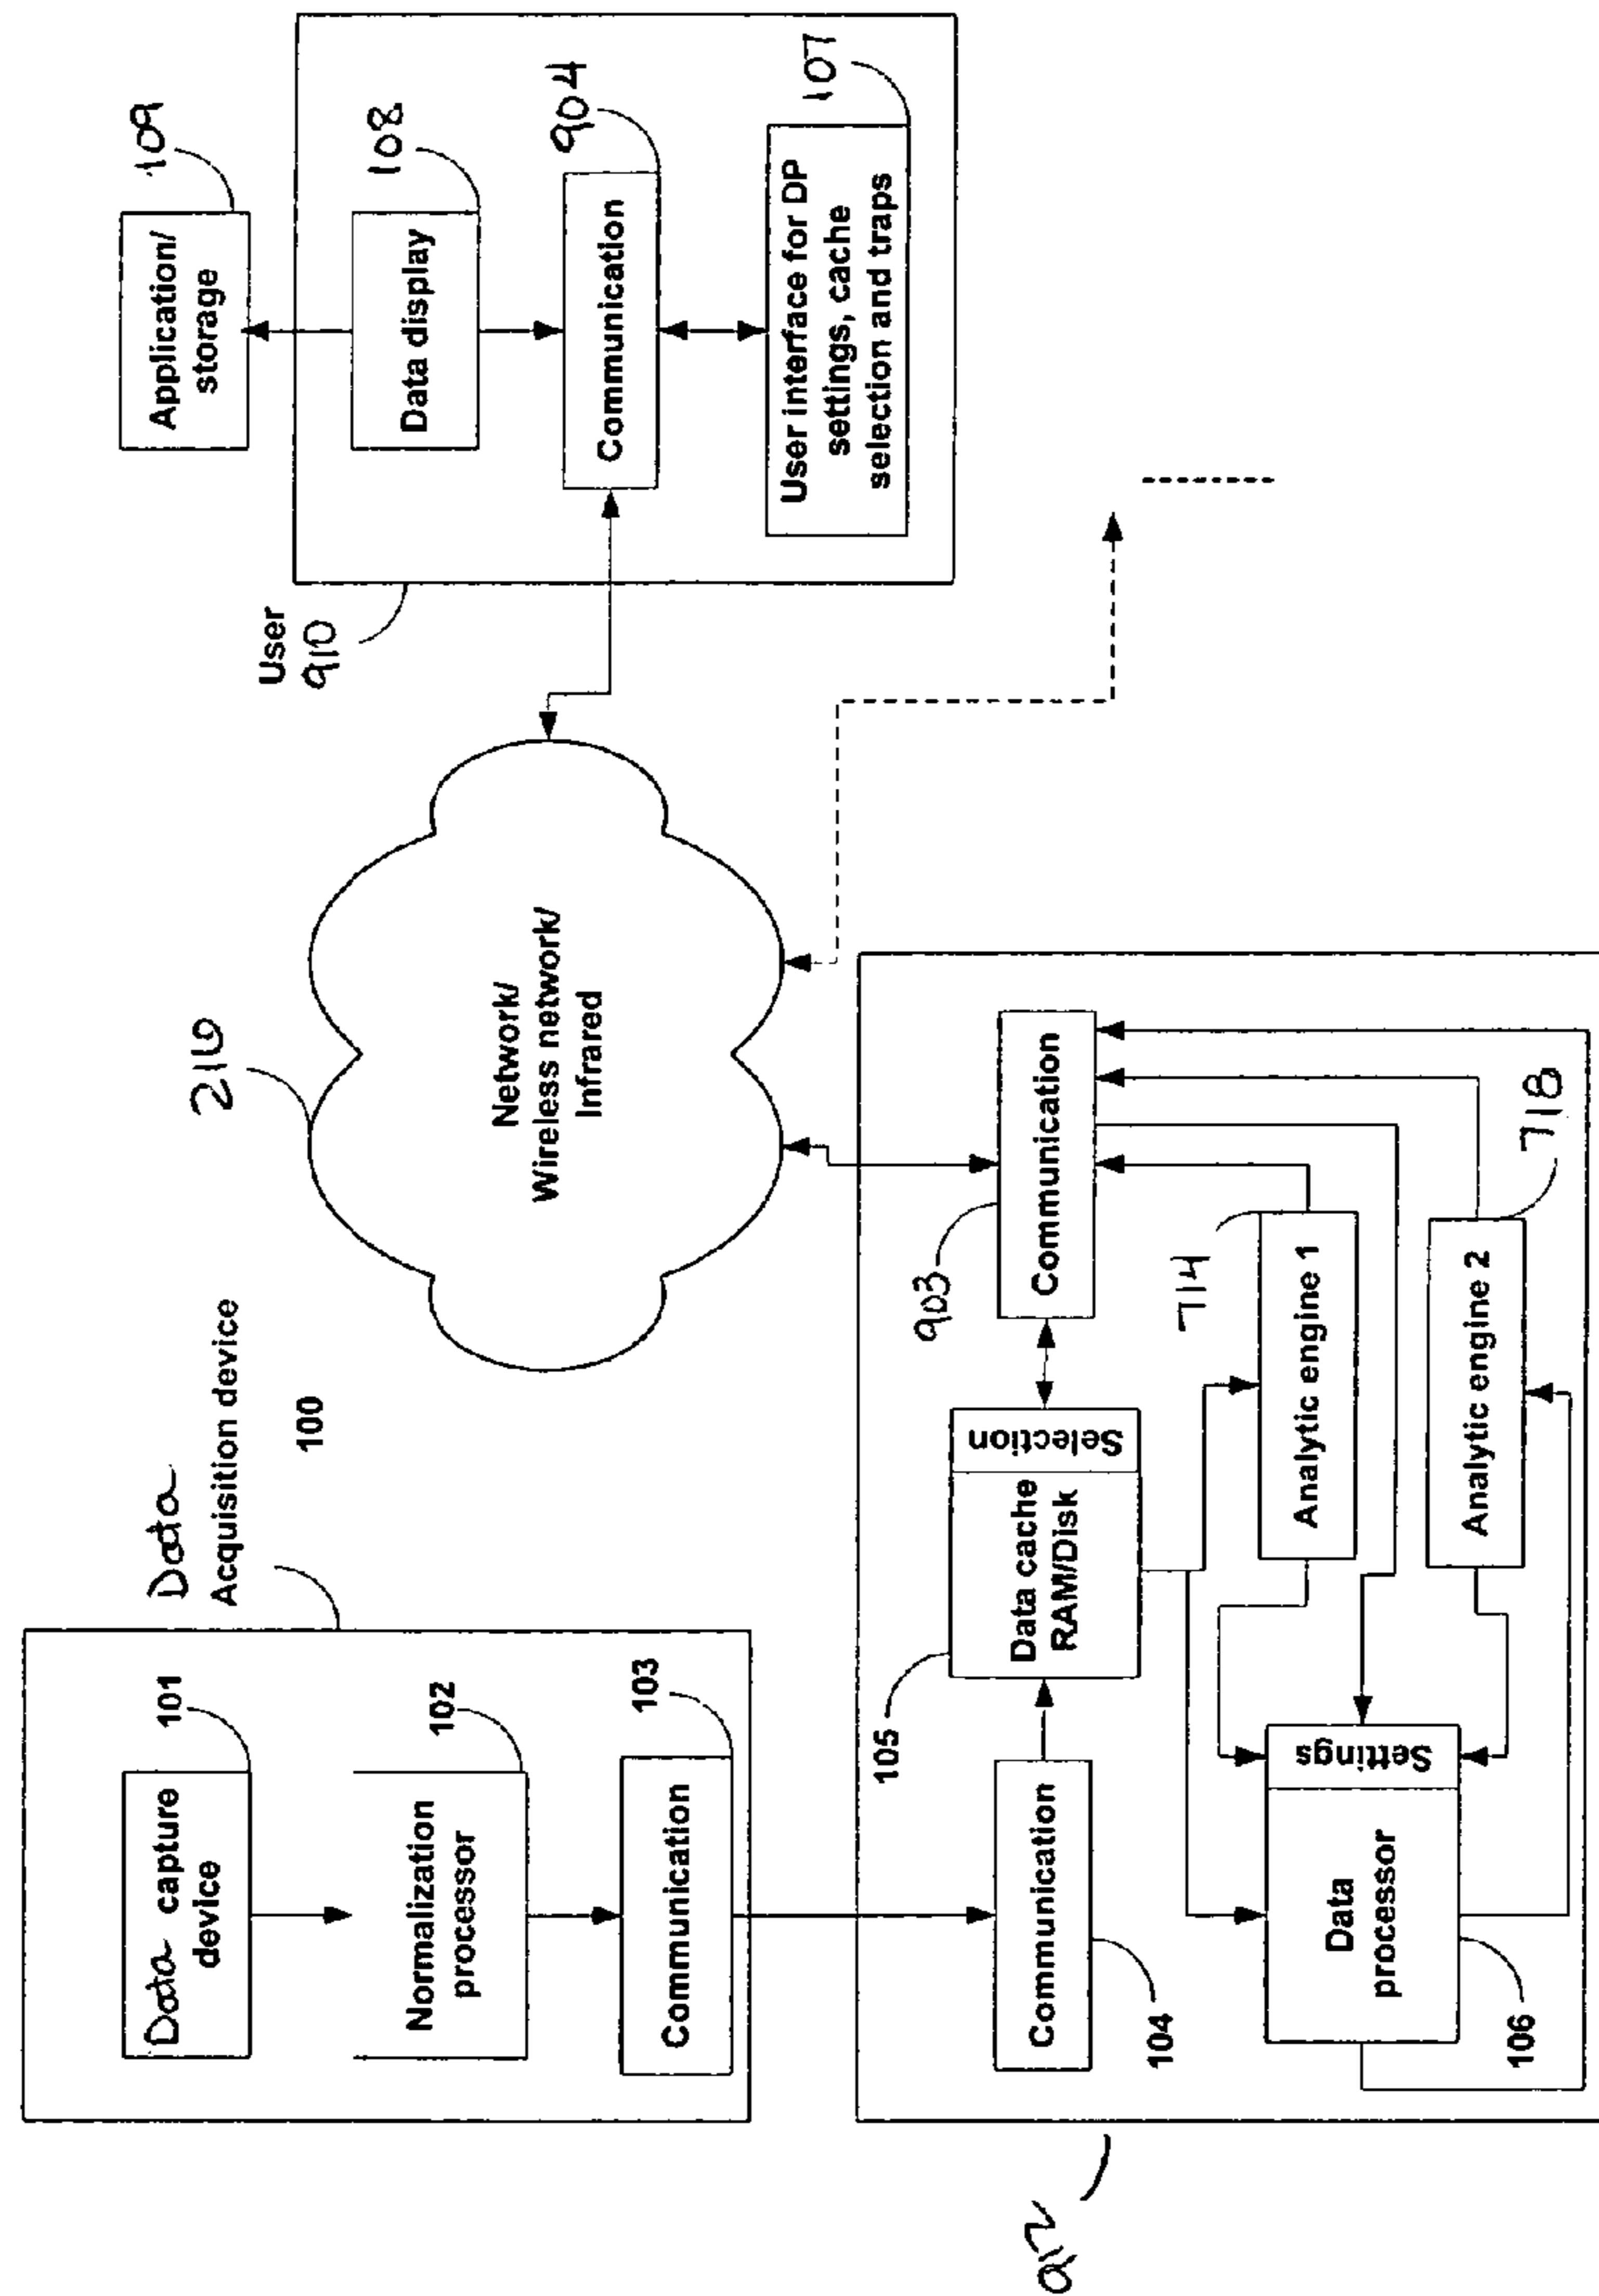 Data
Acquisition device
100
Data capture
device
101
Normalization
processor
102
Communication
103
216
Network/
Wireless network/
Infrared
User
910
Application/
storage
109
Data display
108
Communication
904
User interface for DP
settings, cache
selection and traps
107
912
Communication
104
105
Data cache
RAM/Disk
Selection
903
Communication
Data
processor
Settings
106
714
Analytic engine 1
Analytic engine 2
718